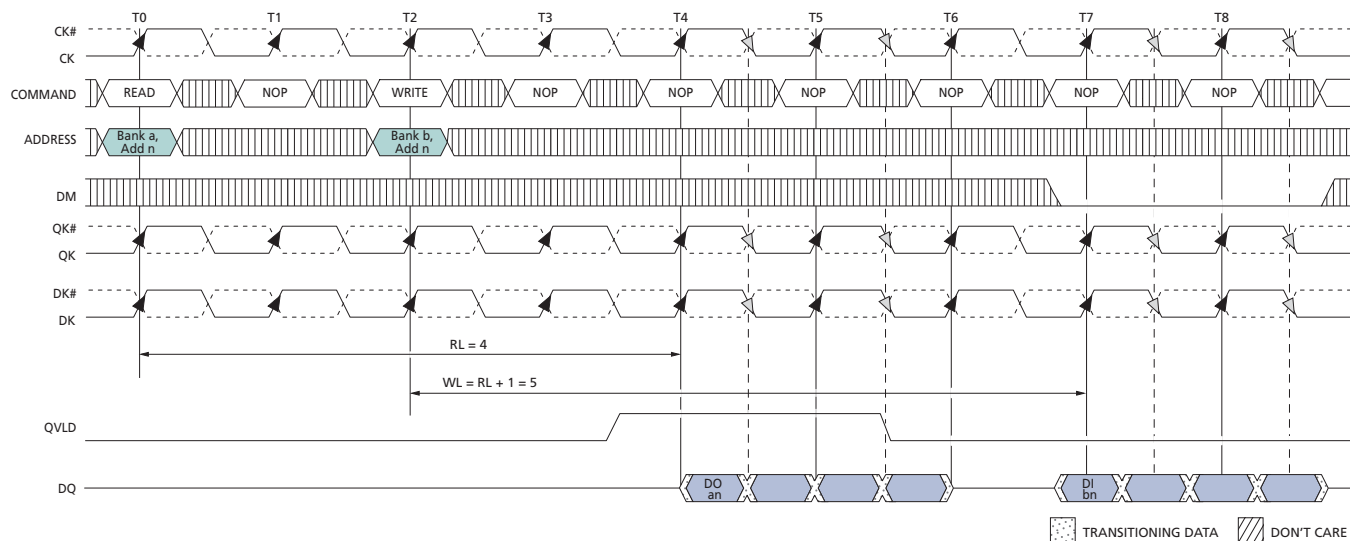 T0 T1 T2 T3 T4 T5 T6 T7 T8
CK#
CK
COMMAND READ NOP WRITE NOP NOP NOP NOP NOP NOP
ADDRESS Bank a, Add n Bank b, Add n
DM
QK#
QK
DK#
DK
RL = 4
WL = RL + 1 = 5
QVLD
DQ DO an DI bn
TRANSITIONING DATA DON'T CARE